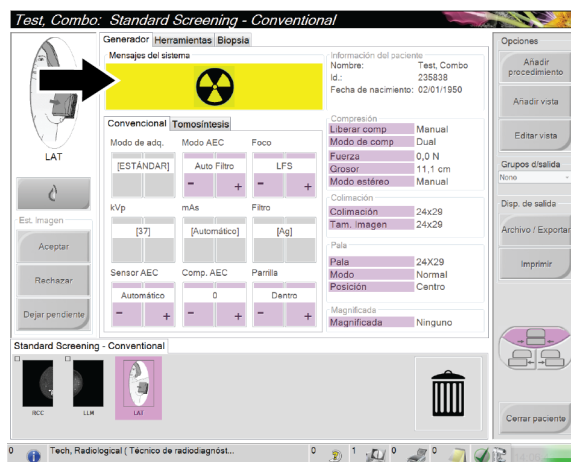 Test, Combo: Standard Screening - Conventional
Generador Herramientas Biopsia
Mensajes del sistema
LAT
Est. Imagen
Aceptar
Rechazar
Dejar pendiente
Convencional Tomosíntesis
Modo de adq. Modo AEC Foco
[ESTÁNDAR] Auto Filtro LFS
- + - +
kVp mAs Filtro
[37] [Automático] [Ag]
Sensor AEC Comp. AEC Parrilla
Automático 0 Dentro
- + - + - +
Información del paciente
Nombre: Test, Combo
Id.: 235838
Fecha de nacimiento: 02/01/1950
Compresión
Liberar comp Manual
Modo de comp Dual
Fuerza 0,0 N
Grosor 11,1 cm
Modo estéreo Manual
Colimación
Colimación 24x29
Tam. Imagen 24x29
Pala
Pala 24X29
Modo Normal
Posición Centro
Magnificada
Magnificada Ninguno
Opciones
Añadir
procedimiento
Añadir vista
Editar vista
Grupos d/salida
Nono
Disp. de salida
Archivo / Exportar
Imprimir
Cerrar paciente
Standard Screening - Conventional
RCC LLM LAT
0 Tech, Radiological ( Técnico de radiodiagnóst... 0 1 0 0